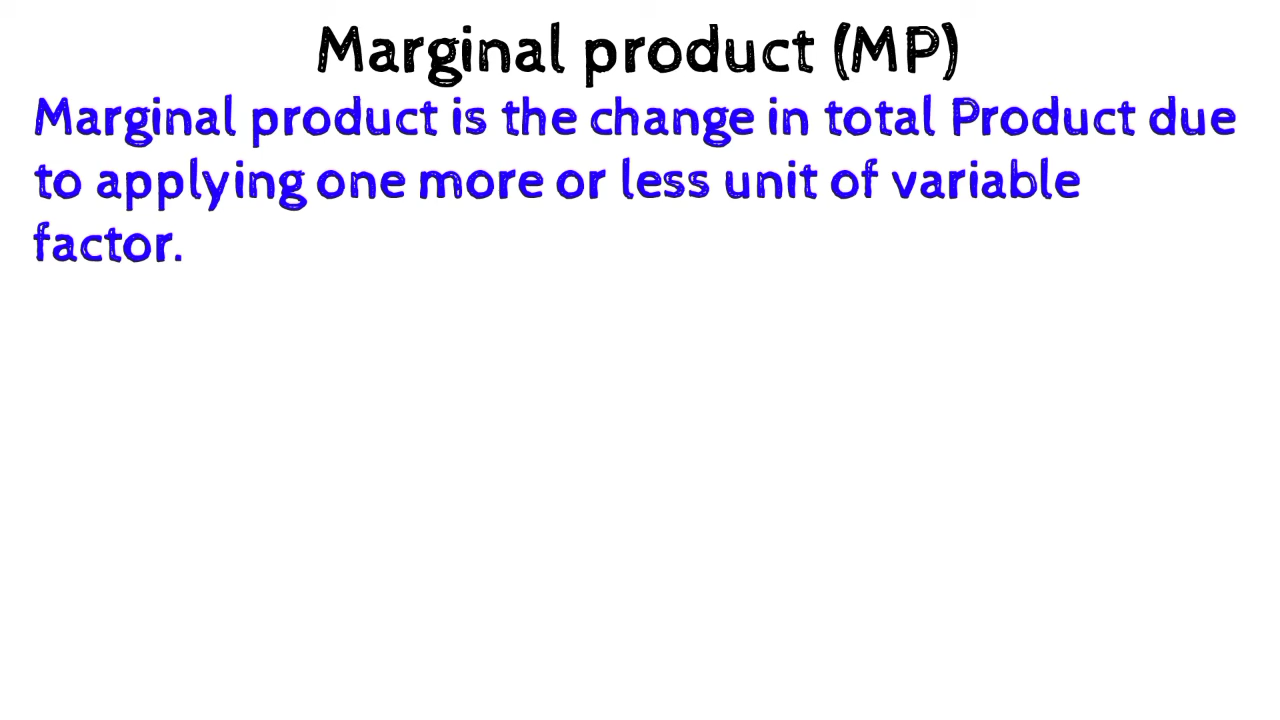 Marginal product (MP)
Marginal product is the change in total Product due
to applying one more or less unit of variable
factor.